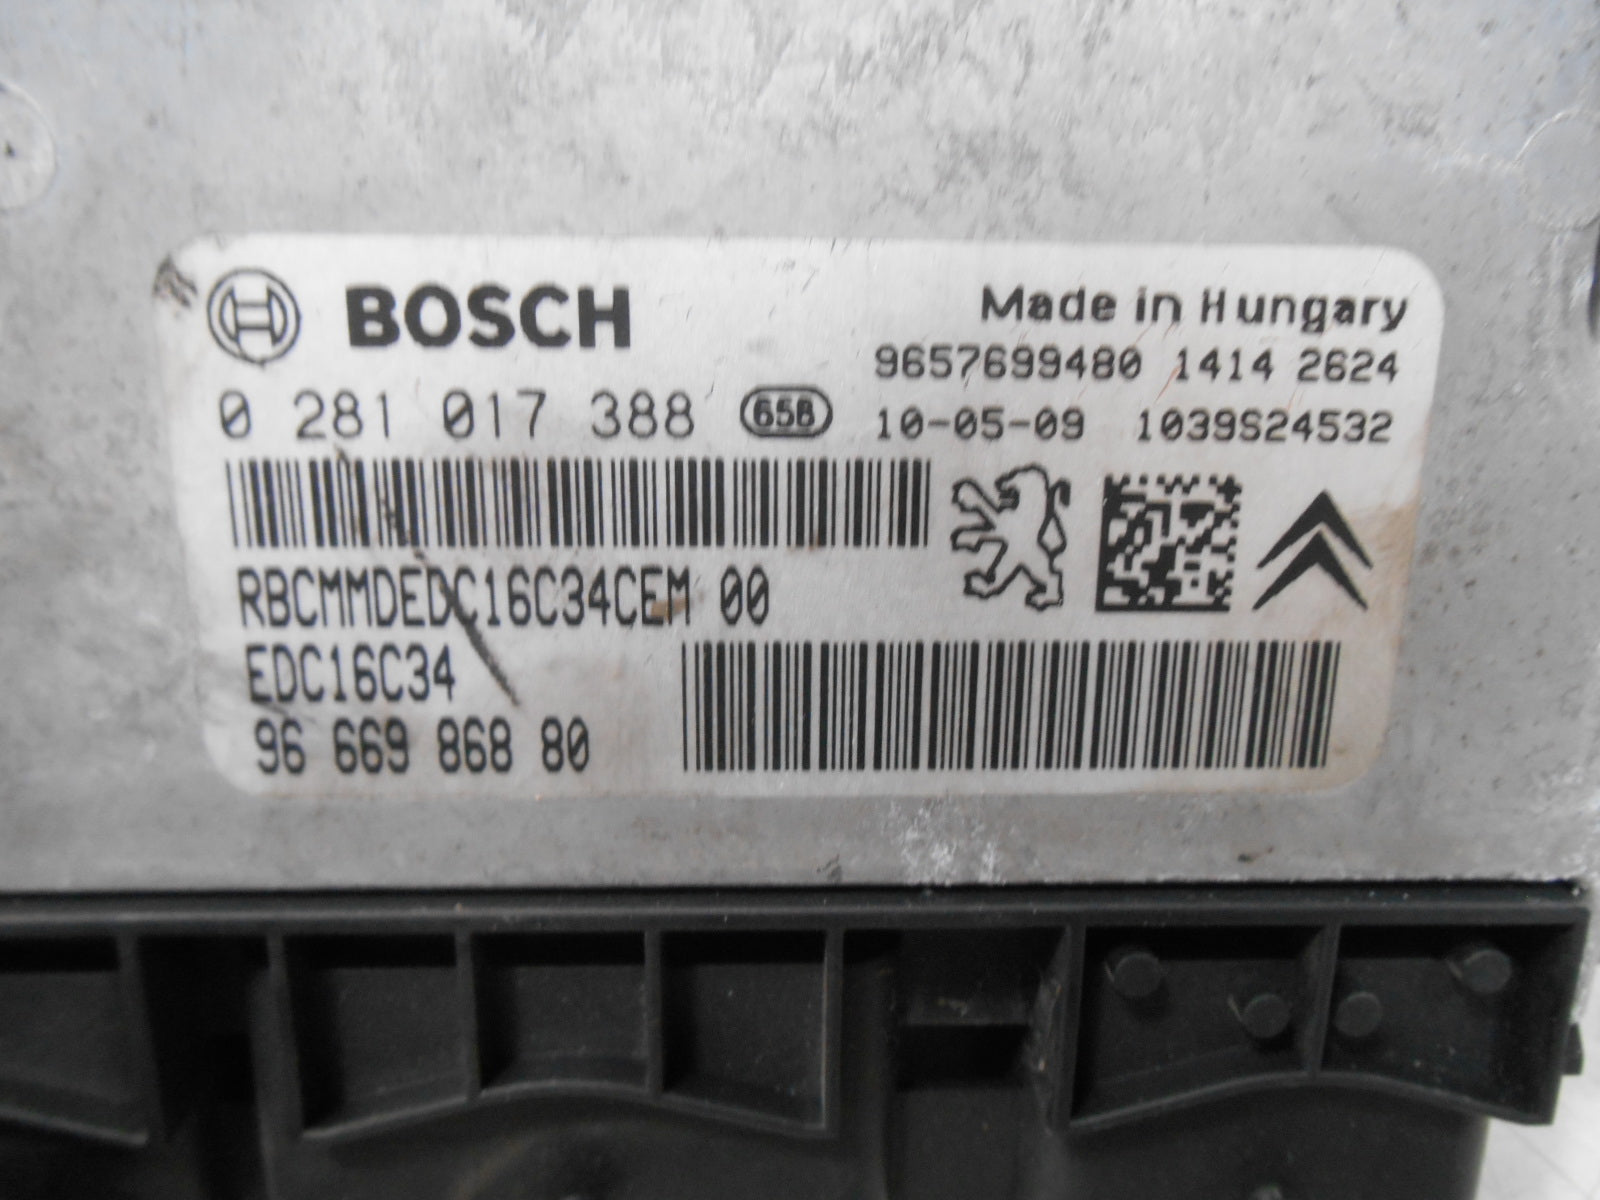 BOSCH
Made in Hungary
9657699480 1414 2624
0 281 017 388 65B
10-05-09 1039S24532
RBCMMDEDC16C34CEM 00
EDC16C34
96 669 868 80